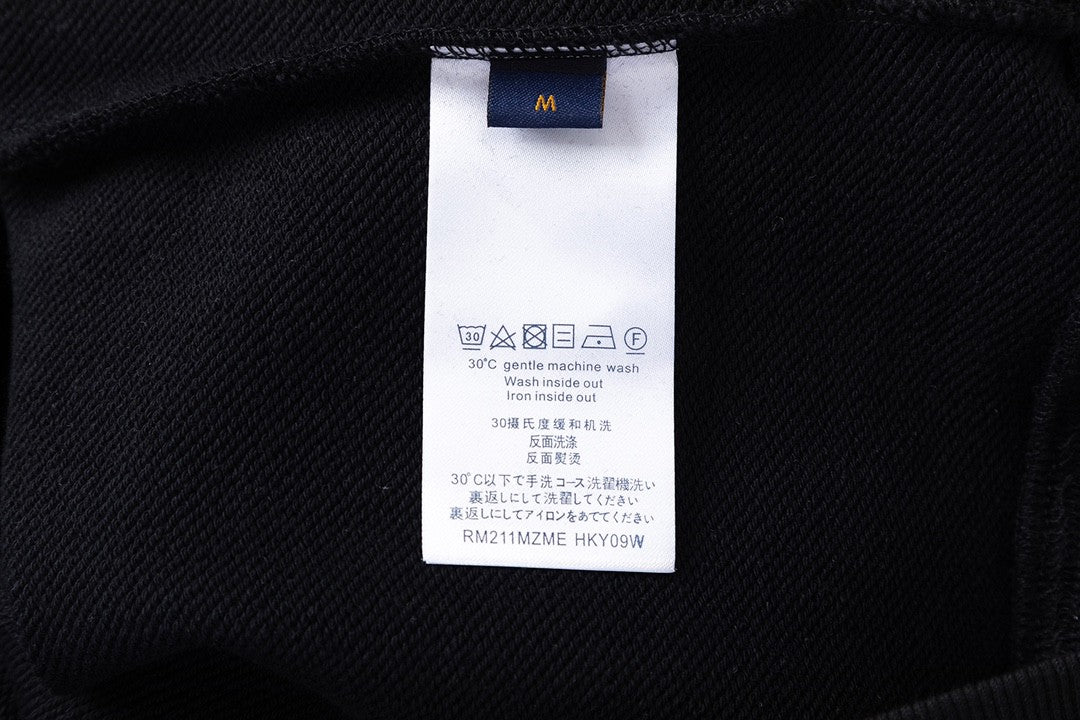 M
30
F
30°C gentle machine wash
Wash inside out
Iron inside out
30摄氏度缓和机洗
反面洗涤
反面熨烫
30°C以下で手洗コース洗濯機洗い
裏返しにして洗濯してください
裏返しにしてアイロンをあててください
RM211MZME HKY09W